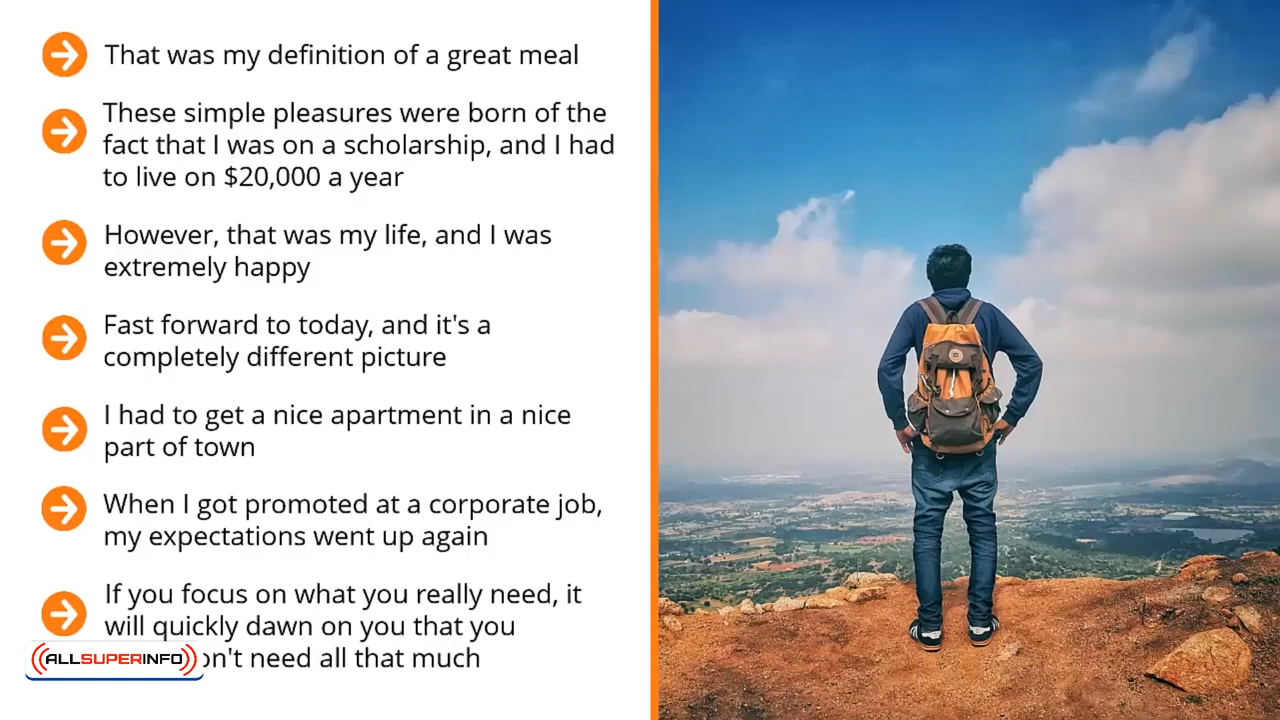 That was my definition of a great meal
These simple pleasures were born of the
fact that I was on a scholarship, and I had
to live on $20,000 a year
However, that was my life, and I was
extremely happy
Fast forward to today, and it's a
completely different picture
I had to get a nice apartment in a nice
part of town
When I got promoted at a corporate job,
my expectations went up again
If you focus on what you really need, it
will quickly dawn on you that you
on't need all that much
ALLSUPERINFO